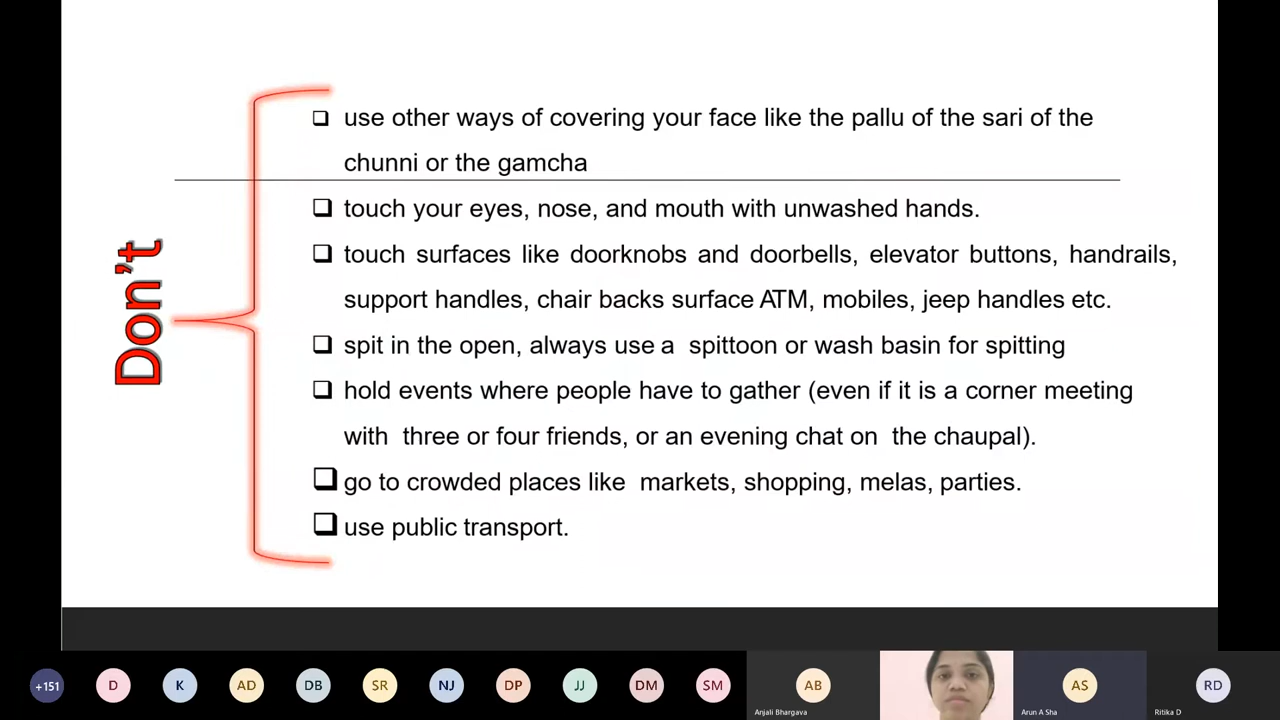 Don't
❑ use other ways of covering your face like the pallu of the sari of the
chunni or the gamcha
❑ touch your eyes, nose, and mouth with unwashed hands.
❑ touch surfaces like doorknobs and doorbells, elevator buttons, handrails,
support handles, chair backs surface ATM, mobiles, jeep handles etc.
❑ spit in the open, always use a spittoon or wash basin for spitting
❑ hold events where people have to gather (even if it is a corner meeting
with three or four friends, or an evening chat on the chaupal).
❑ go to crowded places like markets, shopping, melas, parties.
❑ use public transport.
+151 D K AD DB SR NJ DP JJ DM SM AB AS RD
Anjali Bhargava Arun A Sha Ritika D